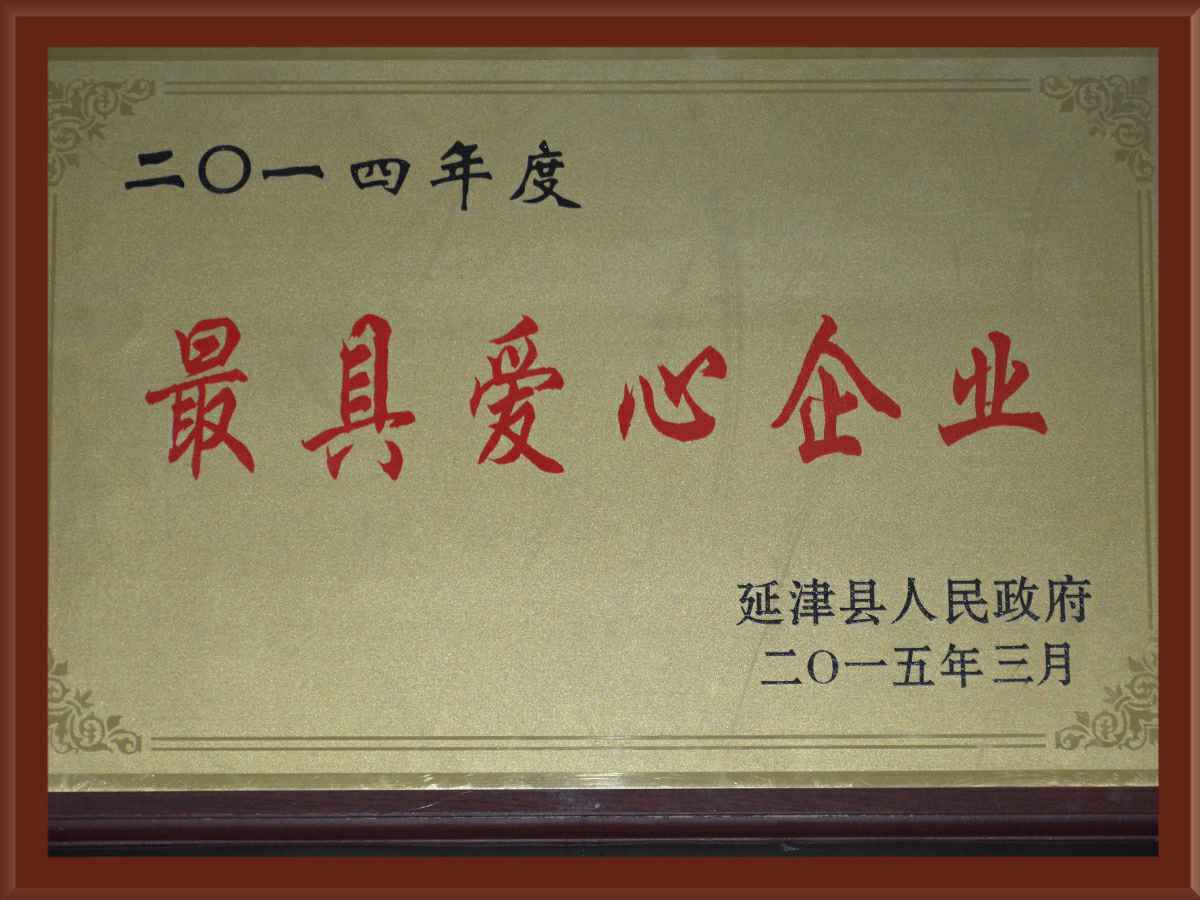 二〇一四年度
最具爱心企业
延津县人民政府
二〇一五年三月